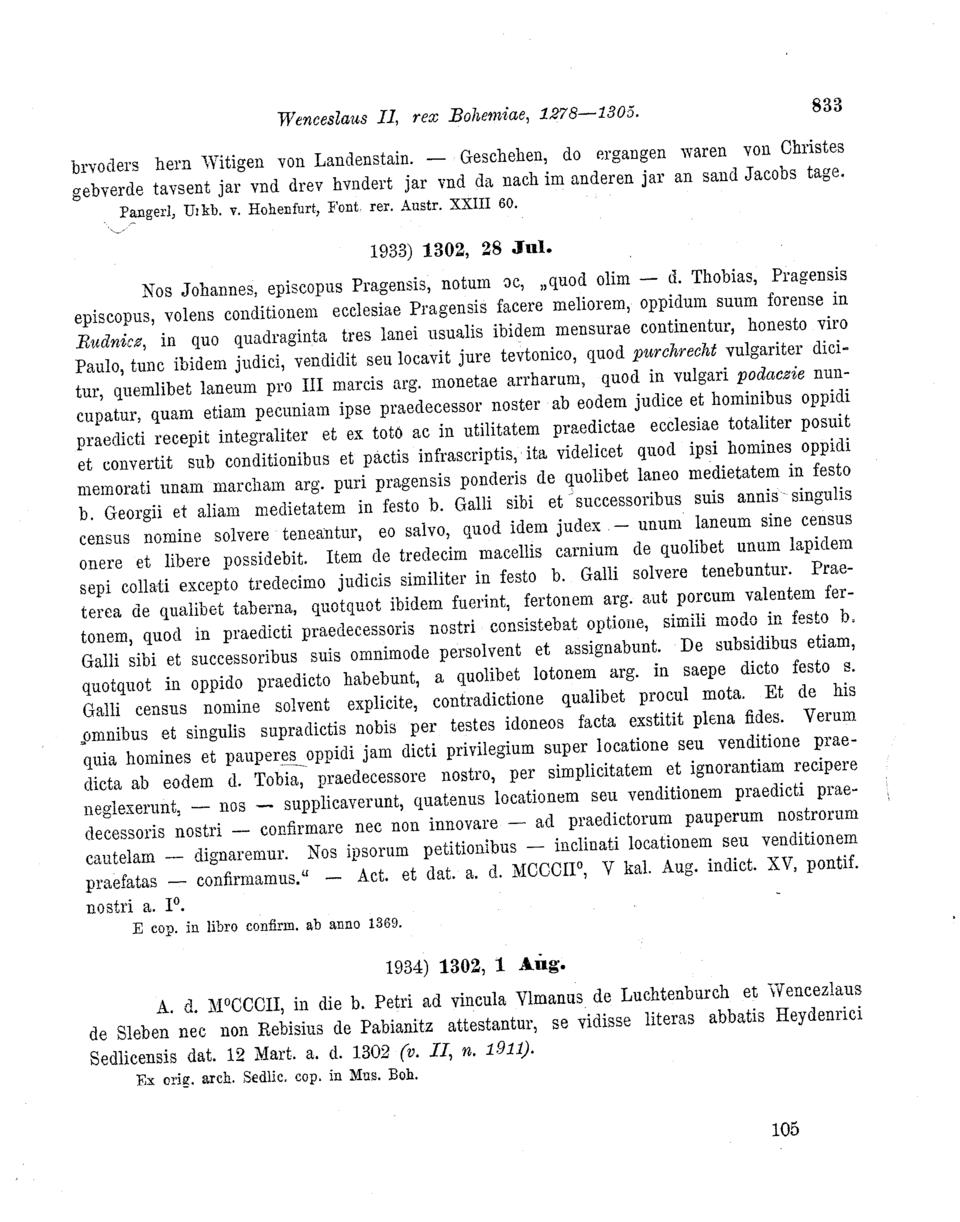 Wenceslaus II, rex Bohemiae, 1278—1305.
833
brvoders hern Witigen von Landenstain. — Geschehen, do ergangen waren von Christes
gebverde tavsent jar vnd drev hvndert jar vnd da nach im anderen jar an sand Jacobs tage.
Pangerl, Urkb. v. Hohenfurt, Font. rer. Austr. XXIII 60.
1933) 1302, 28 Jul.
Nos Johannes, episcopus Pragensis, notum ɔc, „quod olim — d. Thobias, Pragensis
episcopus, volens conditionem ecclesiae Pragensis facere meliorem, oppidum suum forense in
Rudnicz, in quo quadraginta tres lanei usualis ibidem mensurae continentur, honesto viro
Paulo, tunc ibidem judici, vendidit seu locavit jure tevtonico, quod purchrecht vulgariter dici-
tur, quemlibet laneum pro III marcis arg. monetae arrharum, quod in vulgari podaczie nun-
cupatur, quam etiam pecuniam ipse praedecessor noster ab eodem judice et hominibus oppidi
praedicti recepit integraliter et ex toto ac in utilitatem praedictae ecclesiae totaliter posuit
et convertit sub conditionibus et pactis infrascriptis, ita videlicet quod ipsi homines oppidi
memorati unam marcham arg. puri pragensis ponderis de quolibet laneo medietatem in festo
b. Georgii et aliam medietatem in festo b. Galli sibi et successoribus suis annis singulis
census nomine solvere teneantur, eo salvo, quod idem judex — unum laneum sine census
onere et libere possidebit. Item de tredecim macellis carnium de quolibet unum lapidem
sepi collati excepto tredecimo judicis similiter in festo b. Galli solvere tenebuntur. Prae-
terea de qualibet taberna, quotquot ibidem fuerint, fertonem arg. aut porcum valentem fer-
tonem, quod in praedicti praedecessoris nostri consistebat optione, simili modo in festo b.
Galli sibi et successoribus suis omnimode persolvent et assignabunt. De subsidibus etiam,
quotquot in oppido praedicto habebunt, a quolibet lotonem arg. in saepe dicto festo s.
Galli census nomine solvent explicite, contradictione qualibet procul mota. Et de his
omnibus et singulis supradictis nobis per testes idoneos facta exstitit plena fides. Verum
quia homines et pauperes oppidi jam dicti privilegium super locatione seu venditione prae-
dicta ab eodem d. Tobia, praedecessore nostro, per simplicitatem et ignorantiam recipere
neglexerunt, — nos — supplicaverunt, quatenus locationem seu venditionem praedicti prae-
decessoris nostri — confirmare nec non innovare — ad praedictorum pauperum nostrorum
cautelam — dignaremur. Nos ipsorum petitionibus — inclinati locationem seu venditionem
praefatas — confirmamus.“ — Act. et dat. a. d. MCCCII⁰, V kal. Aug. indict. XV, pontif.
nostri a. I⁰.
E cop. in libro confirm. ab anno 1369.
1934) 1302, 1 Aug.
A. d. M⁰CCCII, in die b. Petri ad vincula Vlmanus de Luchtenburch et Wencezlaus
de Sleben nec non Rebisius de Pabianitz attestantur, se vidisse literas abbatis Heydenrici
Sedlicensis dat. 12 Mart. a. d. 1302 (v. II, n. 1911).
Ex orig. arch. Sedlic. cop. in Mus. Boh.
105